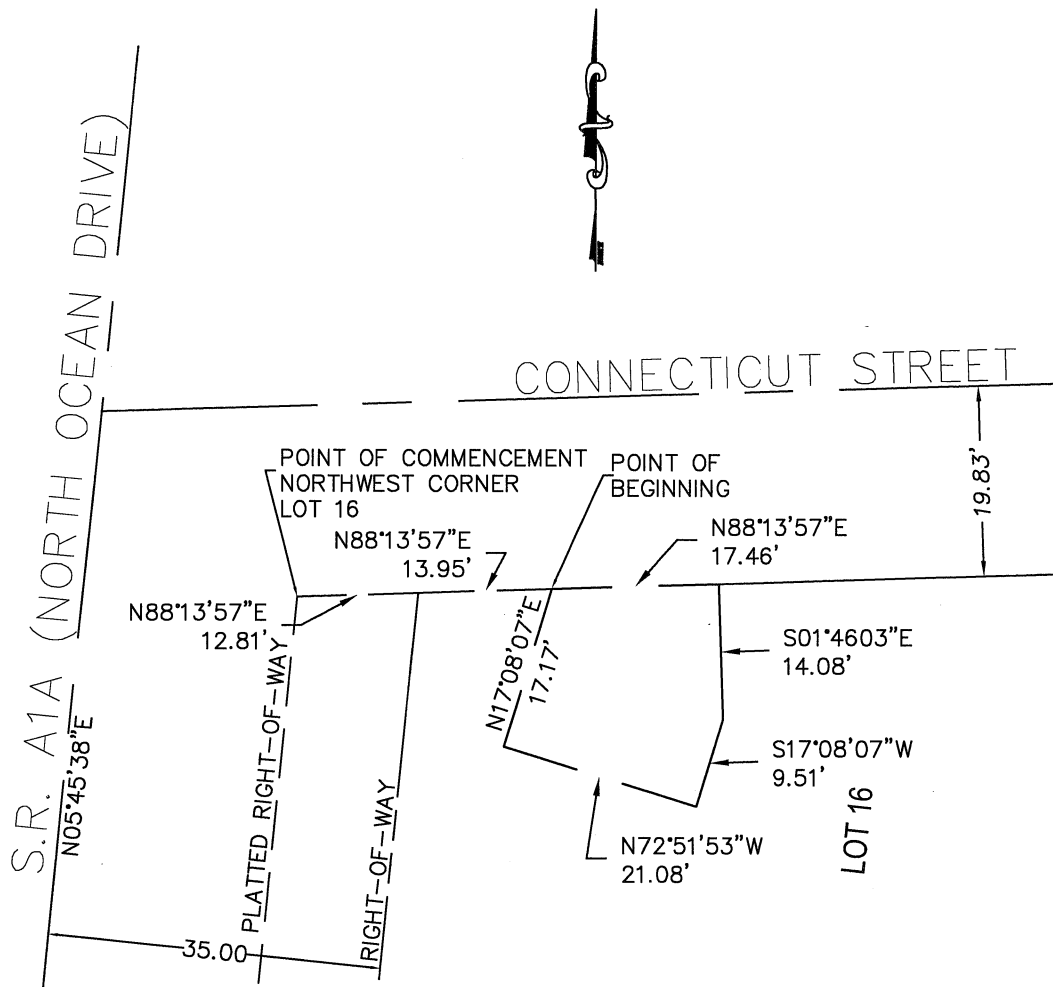 S.R. A1A (NORTH OCEAN DRIVE)
N05°45'38"E
CONNECTICUT STREET
19.83'
POINT OF COMMENCEMENT
NORTHWEST CORNER
LOT 16
POINT OF
BEGINNING
N88°13'57"E
13.95'
N88°13'57"E
17.46'
N88°13'57"E
12.81'
PLATTED RIGHT-OF-WAY
RIGHT-OF-WAY
N17°08'07"E
17.17'
S01°4603"E
14.08'
S17°08'07"W
9.51'
N72°51'53"W
21.08'
LOT 16
35.00